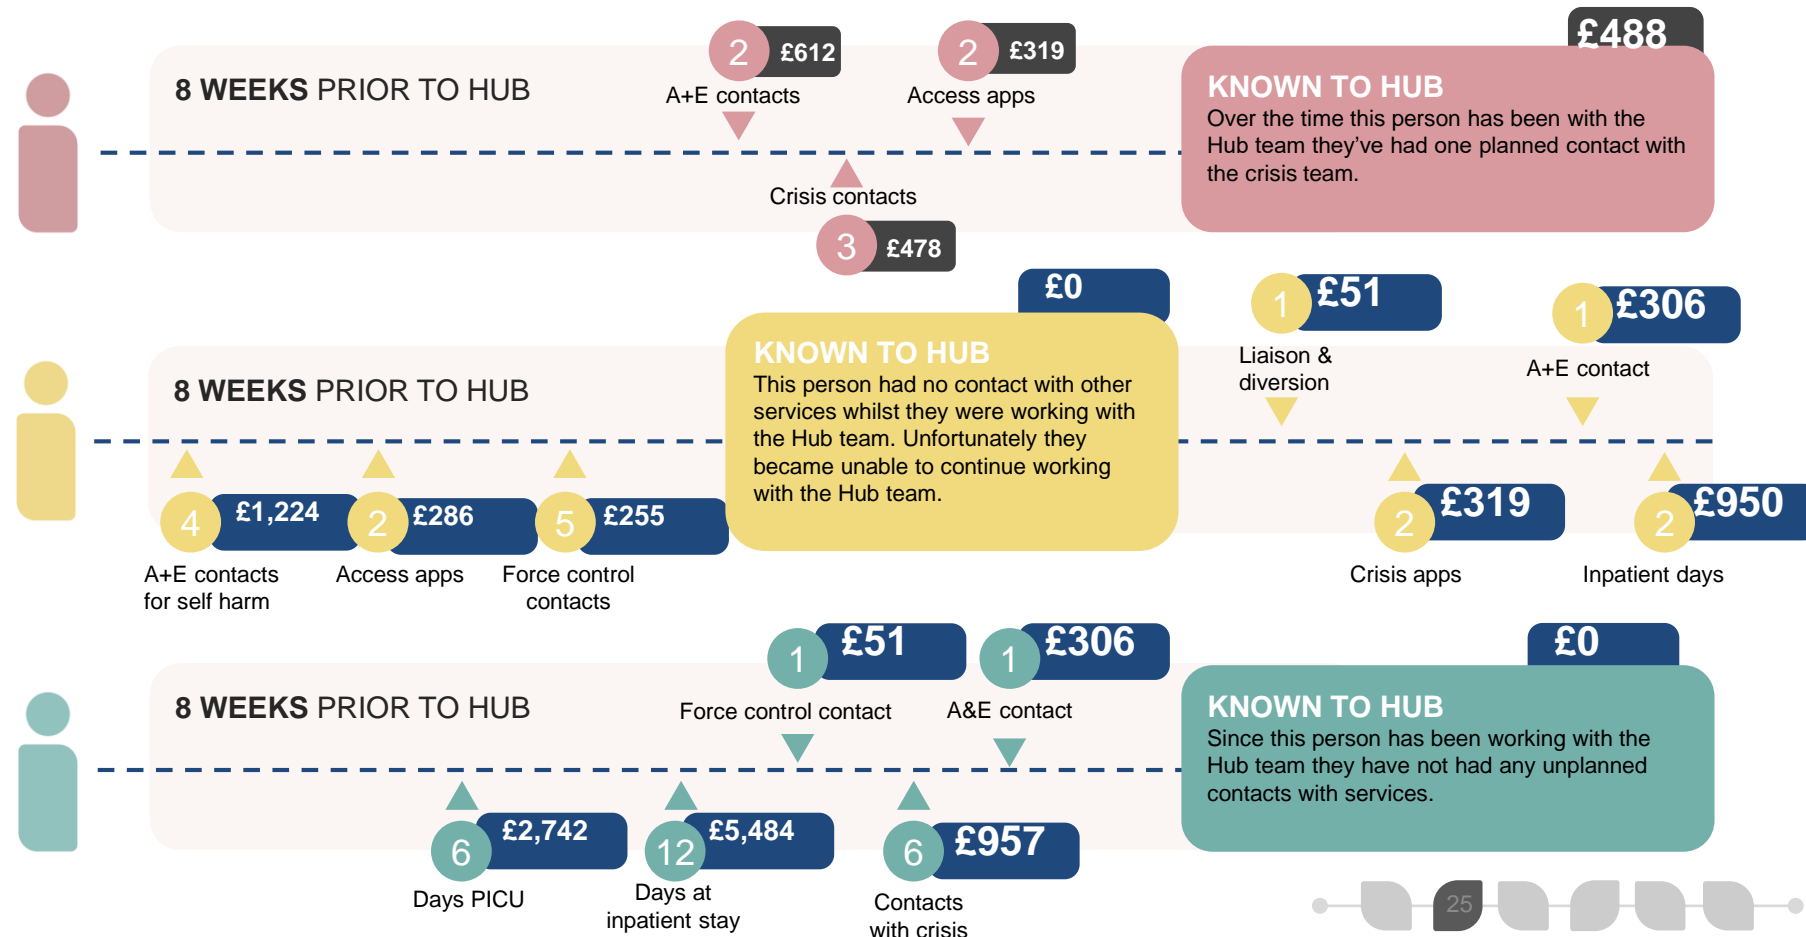 8 WEEKS PRIOR TO HUB
2 £612
A+E contacts
2 £319
Access apps
Crisis contacts
3 £478
£488
KNOWN TO HUB
Over the time this person has been with the
Hub team they’ve had one planned contact with
the crisis team.
8 WEEKS PRIOR TO HUB
4 £1,224
A+E contacts
for self harm
2 £286
Access apps
5 £255
Force control
contacts
£0
KNOWN TO HUB
This person had no contact with other
services whilst they were working with
the Hub team. Unfortunately they
became unable to continue working
with the Hub team.
1 £51
Liaison &
diversion
1 £306
A+E contact
2 £319
Crisis apps
2 £950
Inpatient days
8 WEEKS PRIOR TO HUB
1 £51
Force control contact
1 £306
A&E contact
6 £2,742
Days PICU
12 £5,484
Days at
inpatient stay
6 £957
Contacts
with crisis
£0
KNOWN TO HUB
Since this person has been working with the
Hub team they have not had any unplanned
contacts with services.
25